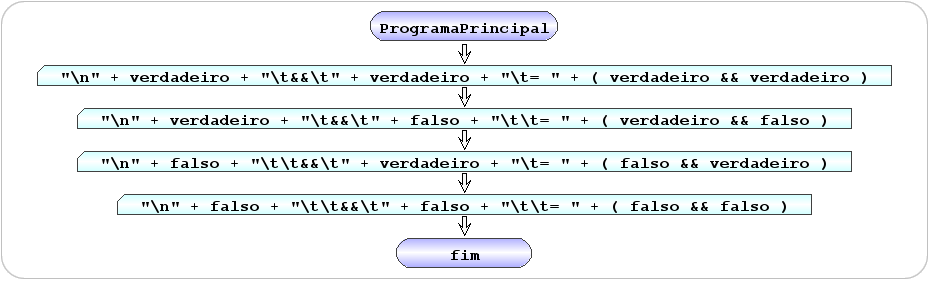 ProgramaPrincipal
"\n" + verdadeiro + "\t&&\t" + verdadeiro + "\t= " + ( verdadeiro && verdadeiro )
"\n" + verdadeiro + "\t&&\t" + falso + "\t\t= " + ( verdadeiro && falso )
"\n" + falso + "\t\t&&\t" + verdadeiro + "\t= " + ( falso && verdadeiro )
"\n" + falso + "\t\t&&\t" + falso + "\t\t= " + ( falso && falso )
fim